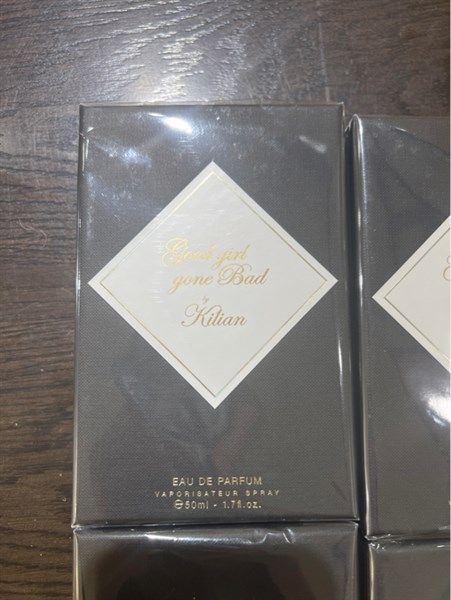 Good girl
gone Bad
by
Kilian
EAU DE PARFUM
VAPORISATEUR SPRAY
℮50ml - 1.7fl.oz.